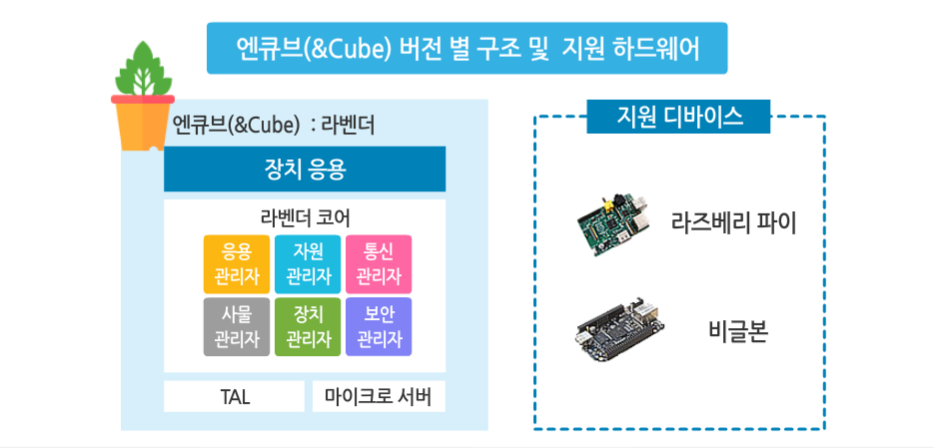 엔큐브(&Cube) 버전 별 구조 및 지원 하드웨어
엔큐브(&Cube) : 라벤더
장치 응용
라벤더 코어
응용
관리자
자원
관리자
통신
관리자
사물
관리자
장치
관리자
보안
관리자
TAL
마이크로 서버
지원 디바이스
라즈베리 파이
비글본